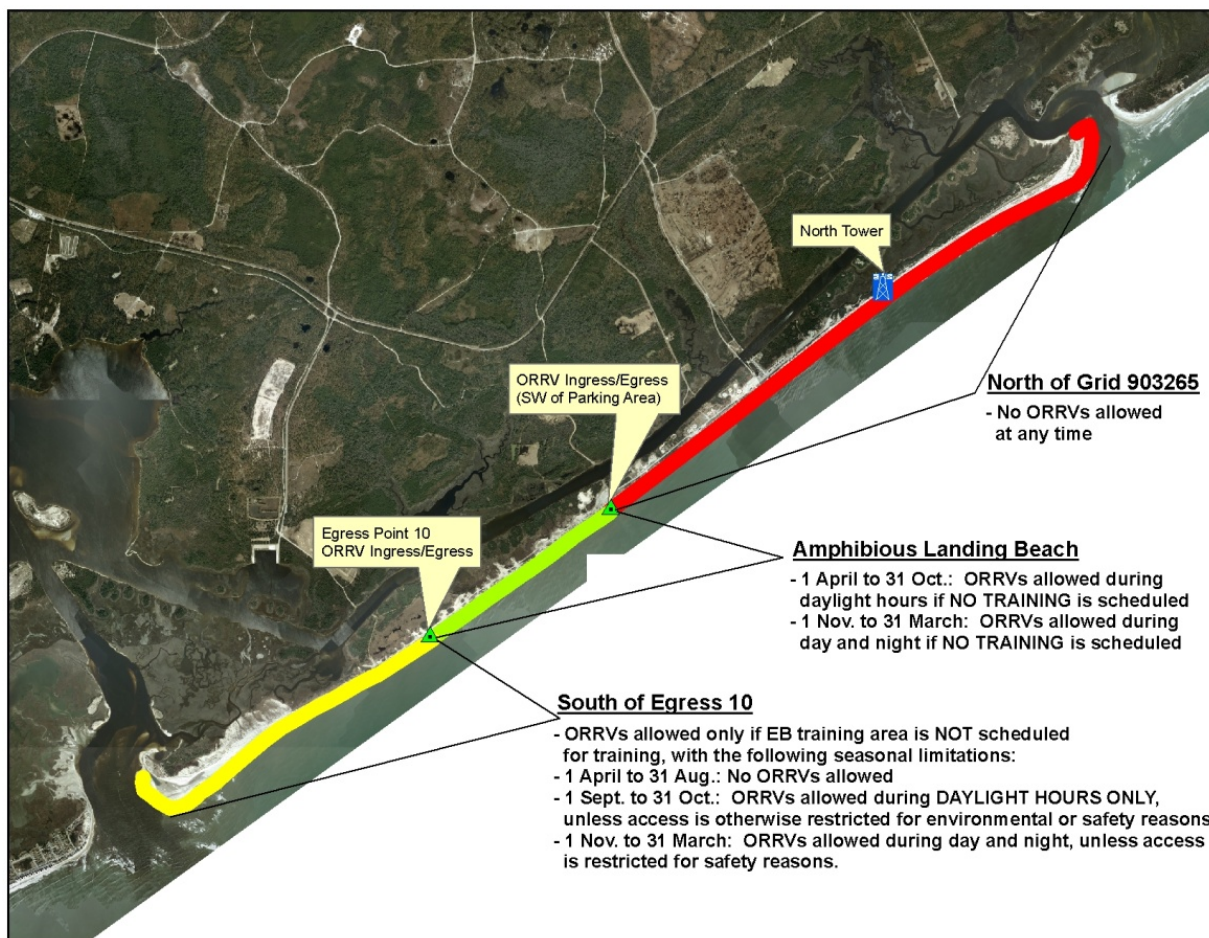 North Tower
ORRV Ingress/Egress
(SW of Parking Area)
North of Grid 903265
- No ORRVs allowed
at any time
Egress Point 10
ORRV Ingress/Egress
Amphibious Landing Beach
- 1 April to 31 Oct.: ORRVs allowed during
daylight hours if NO TRAINING is scheduled
- 1 Nov. to 31 March: ORRVs allowed during
day and night if NO TRAINING is scheduled
South of Egress 10
- ORRVs allowed only if EB training area is NOT scheduled
for training, with the following seasonal limitations:
- 1 April to 31 Aug.: No ORRVs allowed
- 1 Sept. to 31 Oct.: ORRVs allowed during DAYLIGHT HOURS ONLY,
unless access is otherwise restricted for environmental or safety reasons
- 1 Nov. to 31 March: ORRVs allowed during day and night, unless access
is restricted for safety reasons.